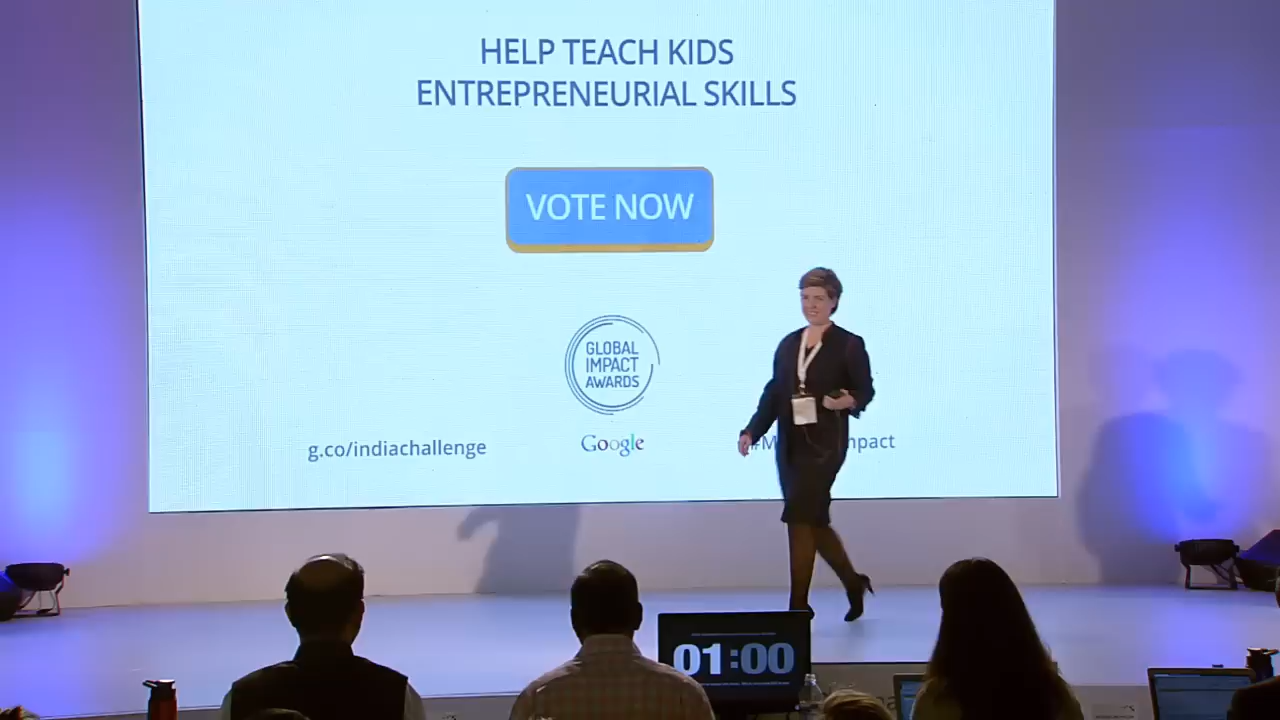 HELP TEACH KIDS
ENTREPRENEURIAL SKILLS
VOTE NOW
GLOBAL
IMPACT
AWARDS
g.co/indiachallenge
Google
01:00